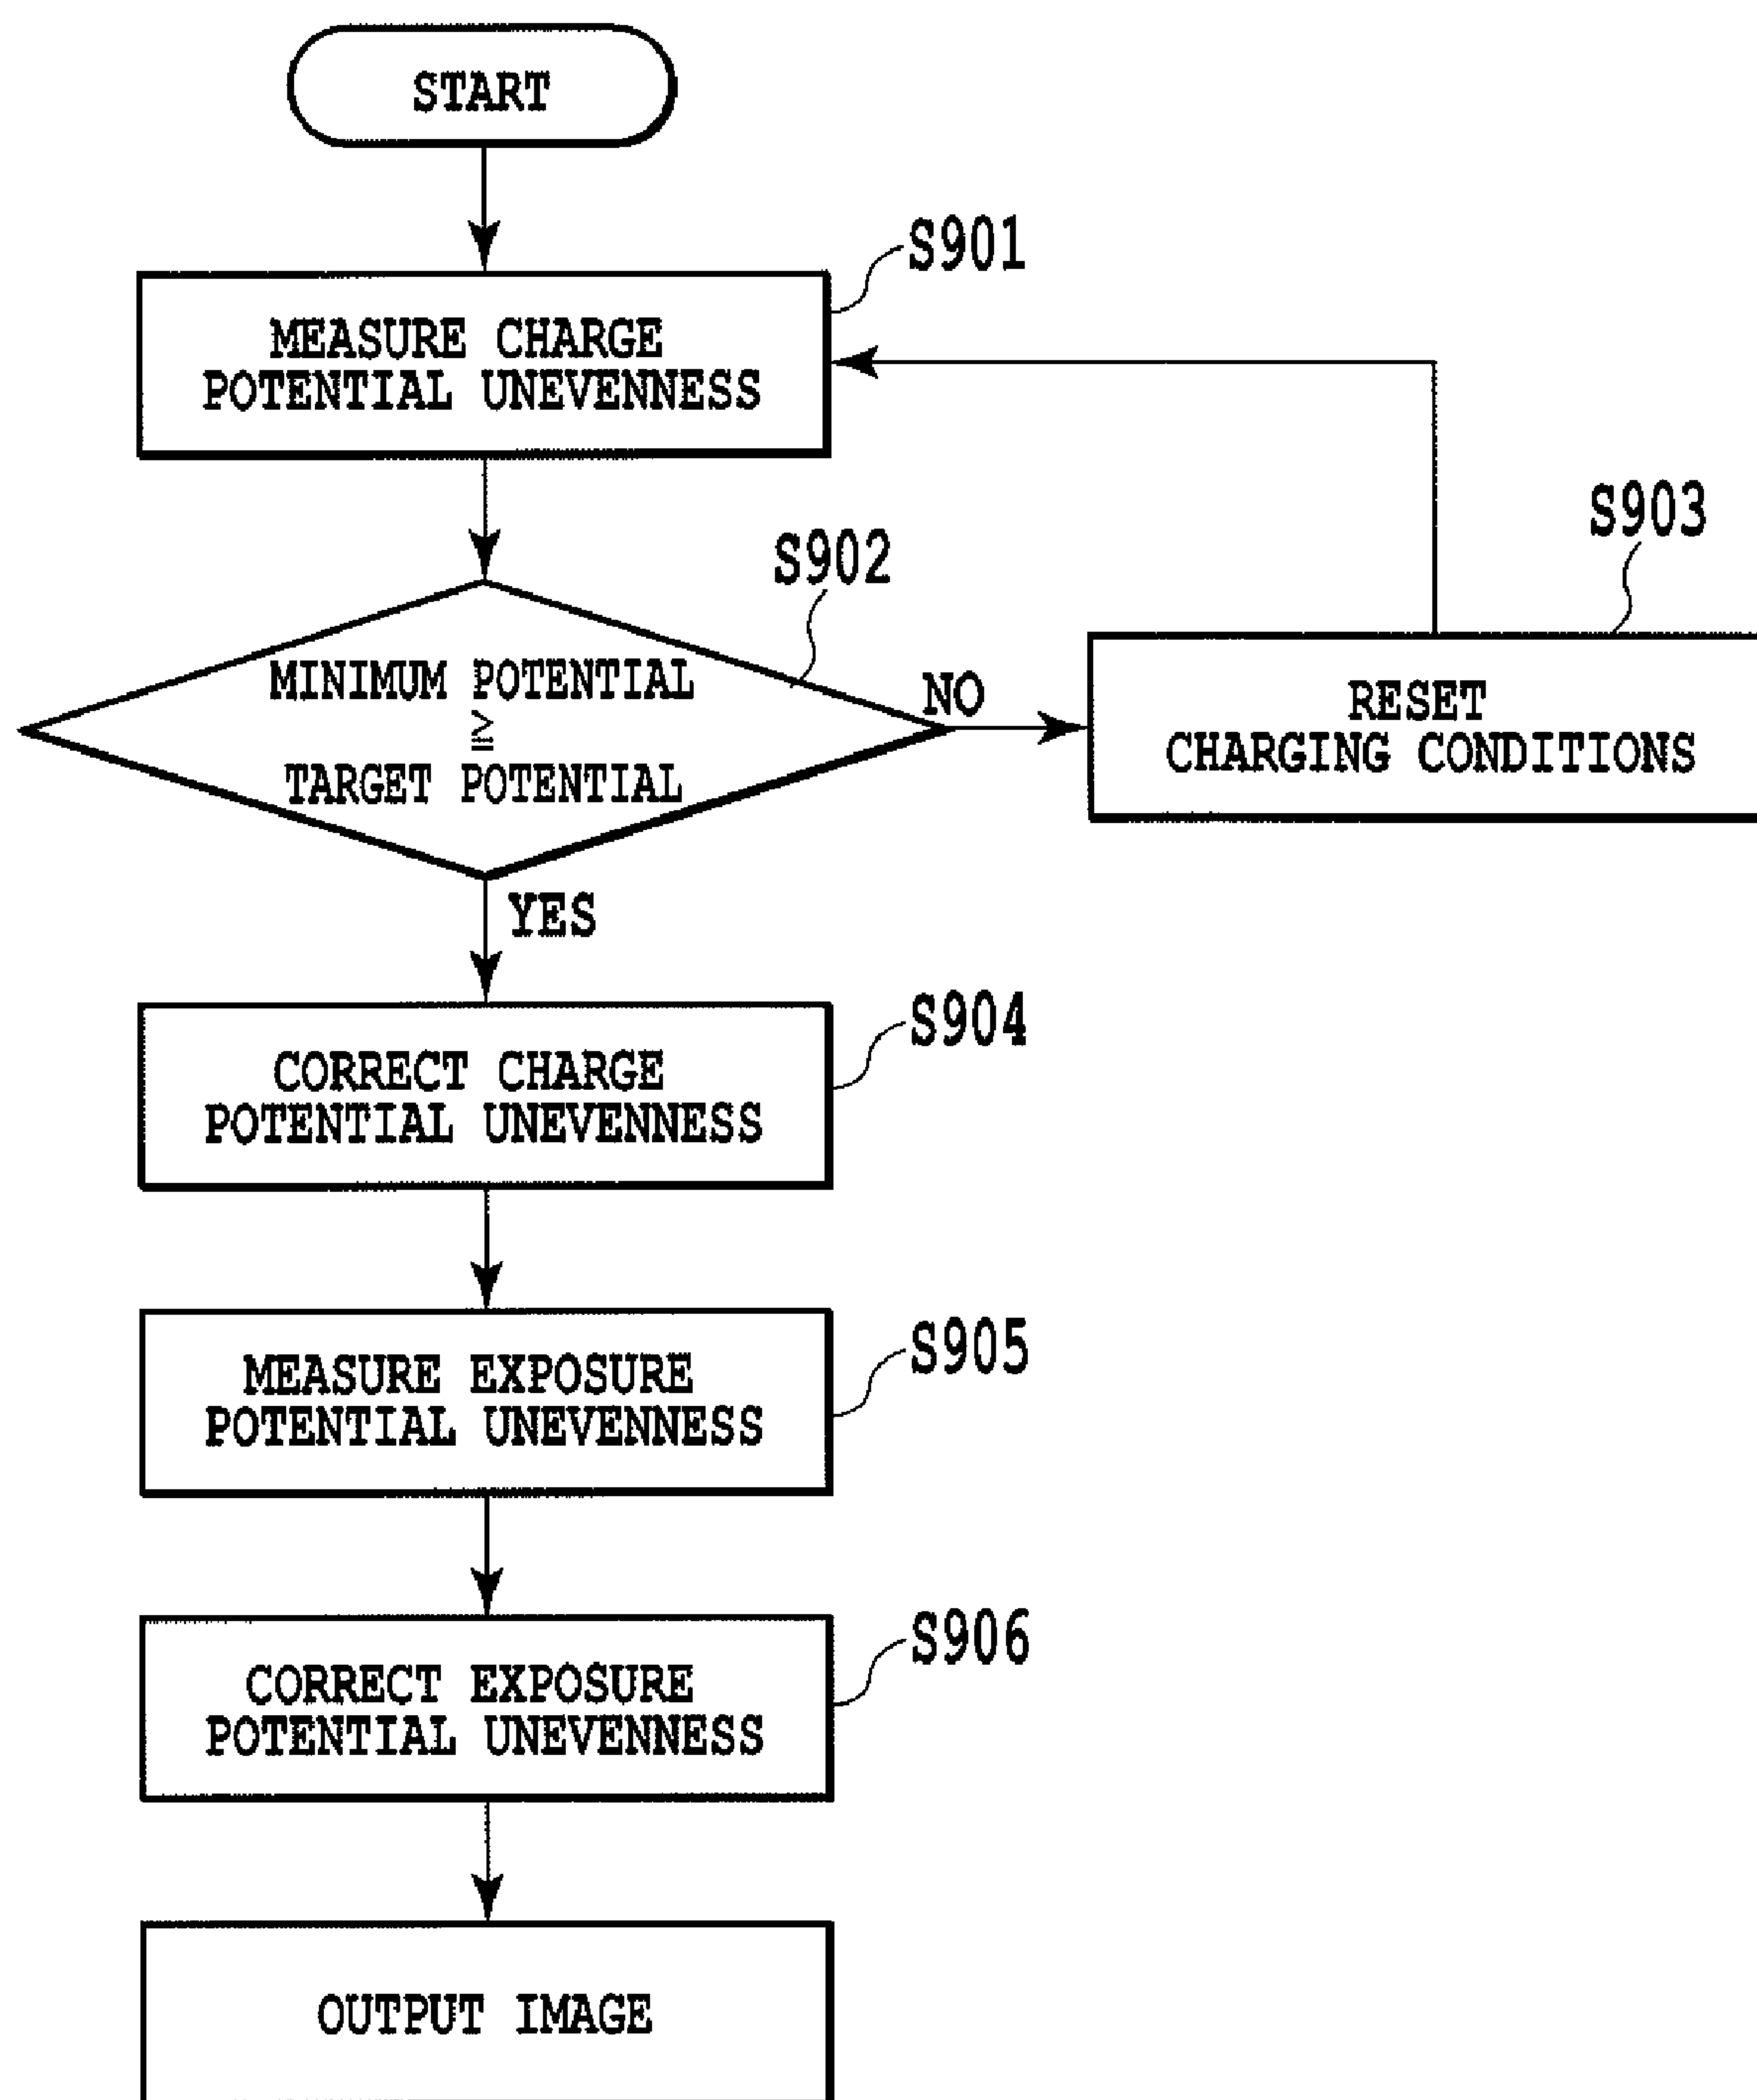 START
S901
MEASURE CHARGE
POTENTIAL UNEVENNESS
S902
MINIMUM POTENTIAL
≧
TARGET POTENTIAL
NO
S903
RESET
CHARGING CONDITIONS
YES
S904
CORRECT CHARGE
POTENTIAL UNEVENNESS
S905
MEASURE EXPOSURE
POTENTIAL UNEVENNESS
S906
CORRECT EXPOSURE
POTENTIAL UNEVENNESS
OUTPUT IMAGE